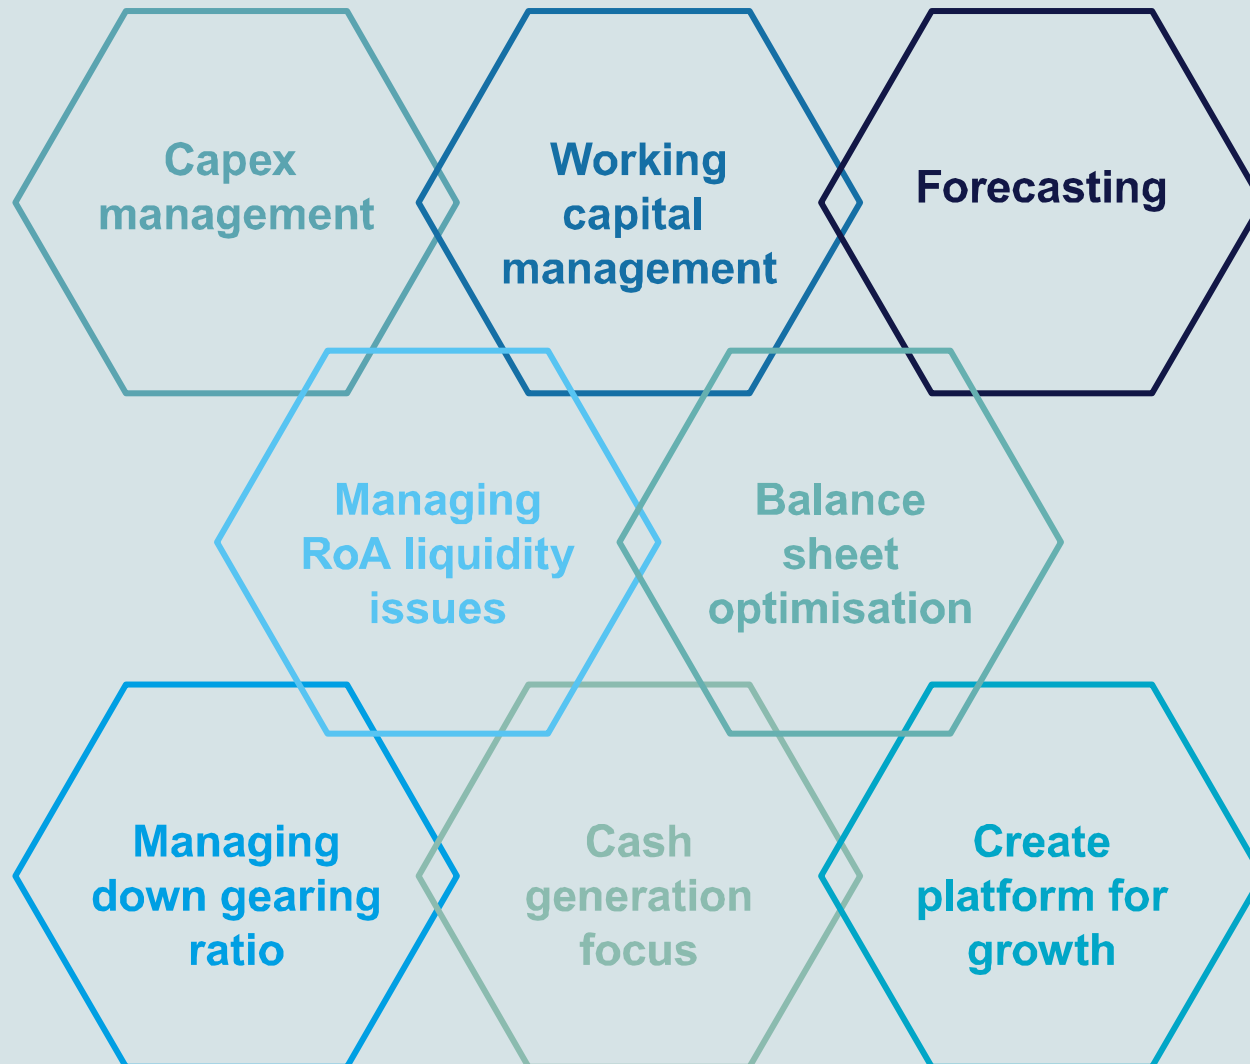 Capex
management
Working
capital
management
Forecasting
Managing
RoA liquidity
issues
Balance
sheet
optimisation
Managing
down gearing
ratio
Cash
generation
focus
Create
platform for
growth